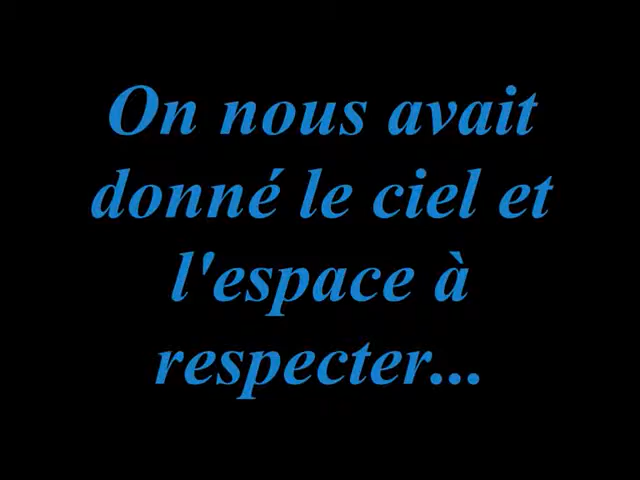 On nous avait
donné le ciel et
l'espace à
respecter...